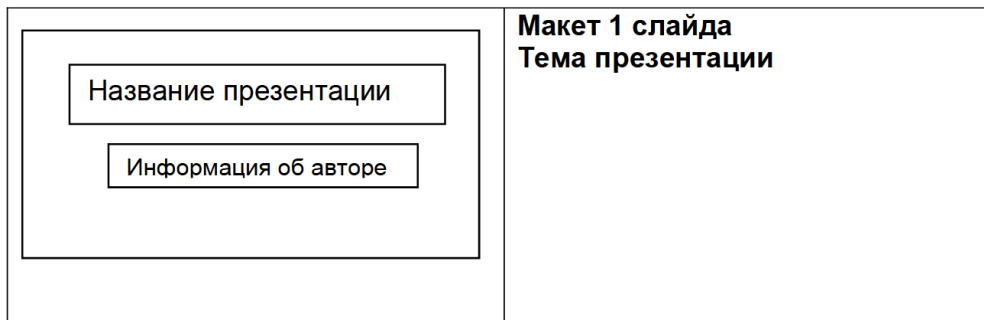 Название презентации
Информация об авторе
Макет 1 слайда
Тема презентации